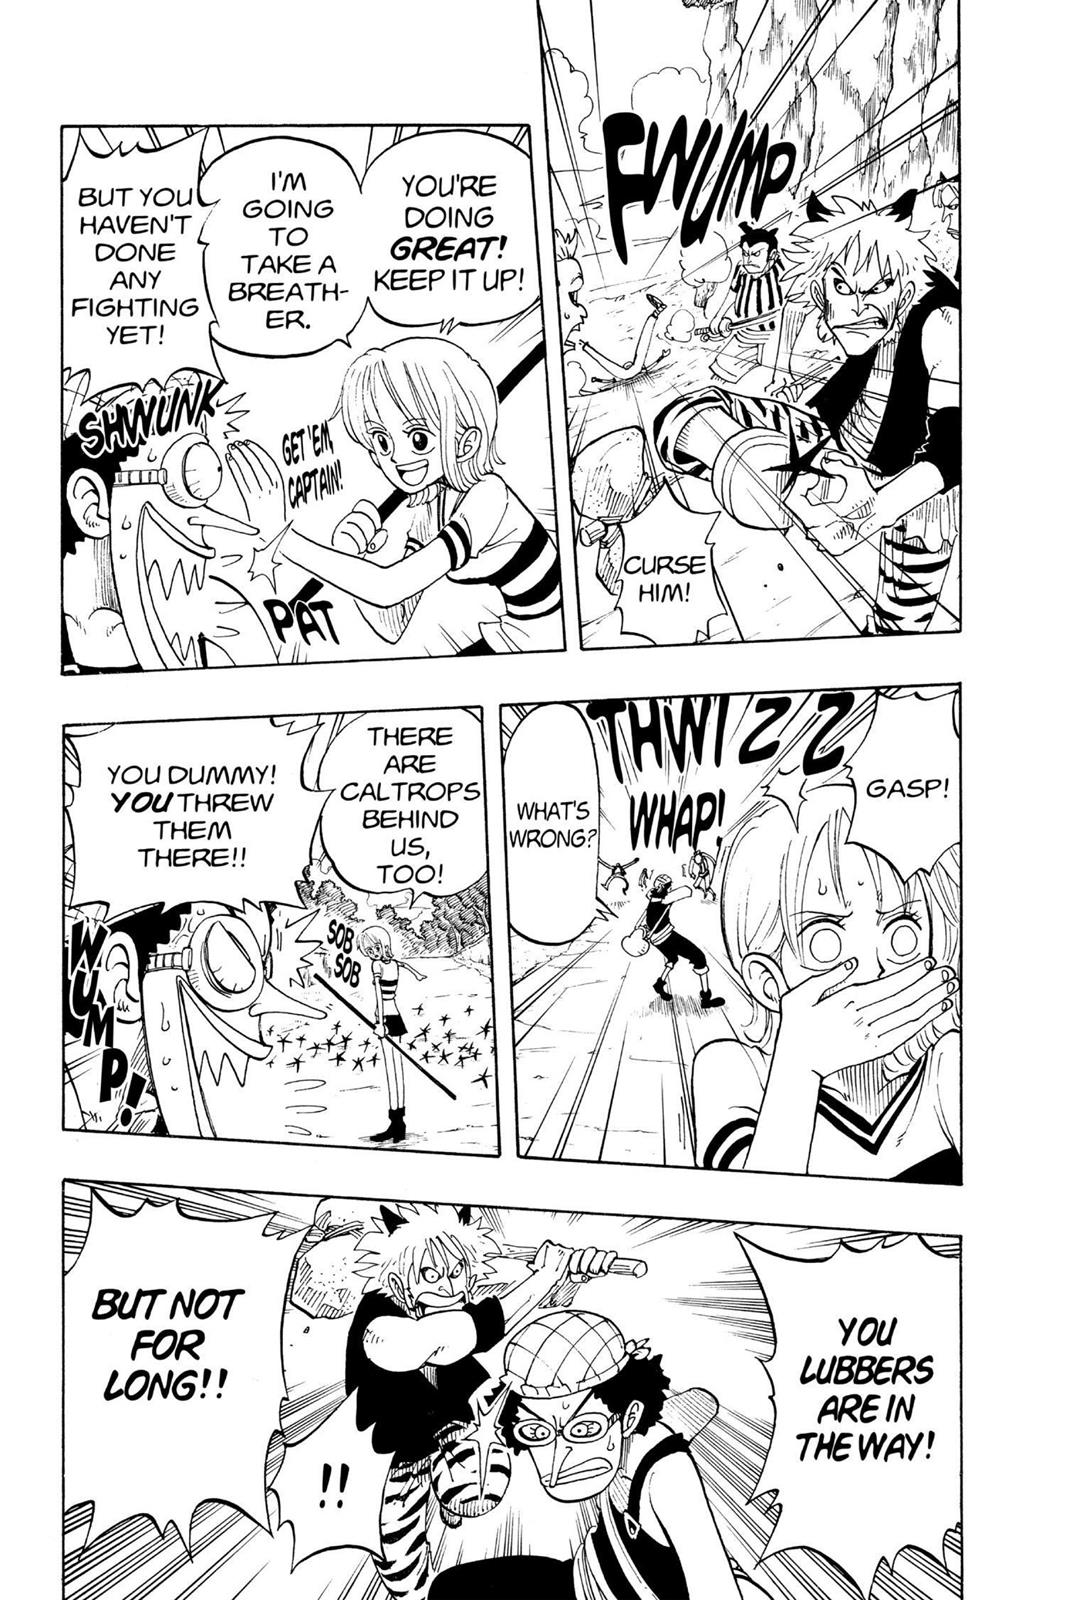 FWUMP
CURSE
HIM!
YOU'RE
DOING
GREAT!
KEEP IT UP!
I'M
GOING
TO
TAKE A
BREATH-
ER.
GET 'EM,
CAPTAIN!
PAT
BUT YOU
HAVEN'T
DONE
ANY
FIGHTING
YET!
SHWUNK
GASP!
THWIZZ
WHAP!
WHAT'S
WRONG?
THERE
ARE
CALTROPS
BEHIND
US,
TOO!
SOB
SOB
YOU DUMMY!
YOU THREW
THEM
THERE!!
WUMP!
YOU
LUBBERS
ARE IN
THE WAY!
!!
BUT NOT
FOR
LONG!!